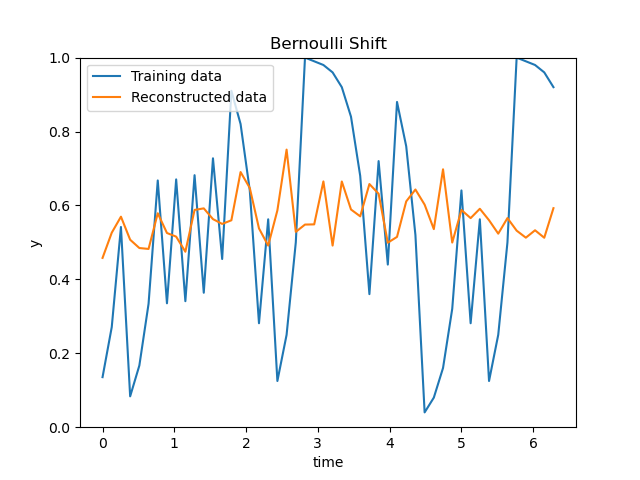 Bernoulli Shift
Training data
Reconstructed data
1.0
0.8
0.6
0.4
0.2
0.0
y
0 1 2 3 4 5 6
time